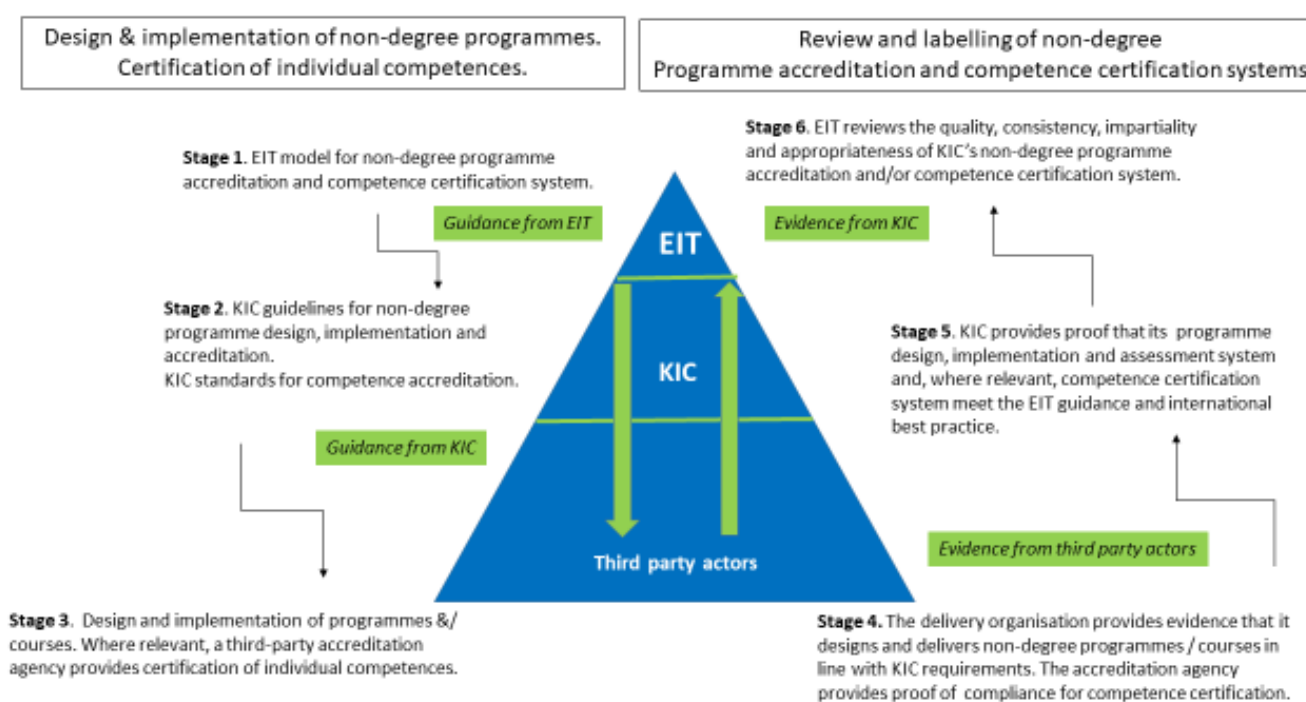 Design & implementation of non-degree programmes.
Certification of individual competences.
Review and labelling of non-degree
Programme accreditation and competence certification systems
Stage 1. EIT model for non-degree programme
accreditation and competence certification system.
Guidance from EIT
Stage 2. KIC guidelines for non-degree
programme design, implementation and
accreditation.
KIC standards for competence accreditation.
Guidance from KIC
Stage 3.  Design and implementation of programmes &/
courses. Where relevant, a third-party accreditation
agency provides certification of individual competences.
EIT
KIC
Third party actors
Stage 6. EIT reviews the quality, consistency, impartiality
and appropriateness of KIC's non-degree programme
accreditation and/or competence certification system.
Evidence from KIC
Stage 5. KIC provides proof that its  programme
design, implementation and assessment system
and, where relevant, competence certification
system meet the EIT guidance and international
best practice.
Evidence from third party actors
Stage 4. The delivery organisation provides evidence that it
designs and delivers non-degree programmes / courses in
line with KIC requirements. The accreditation agency
provides proof of  compliance for competence certification.